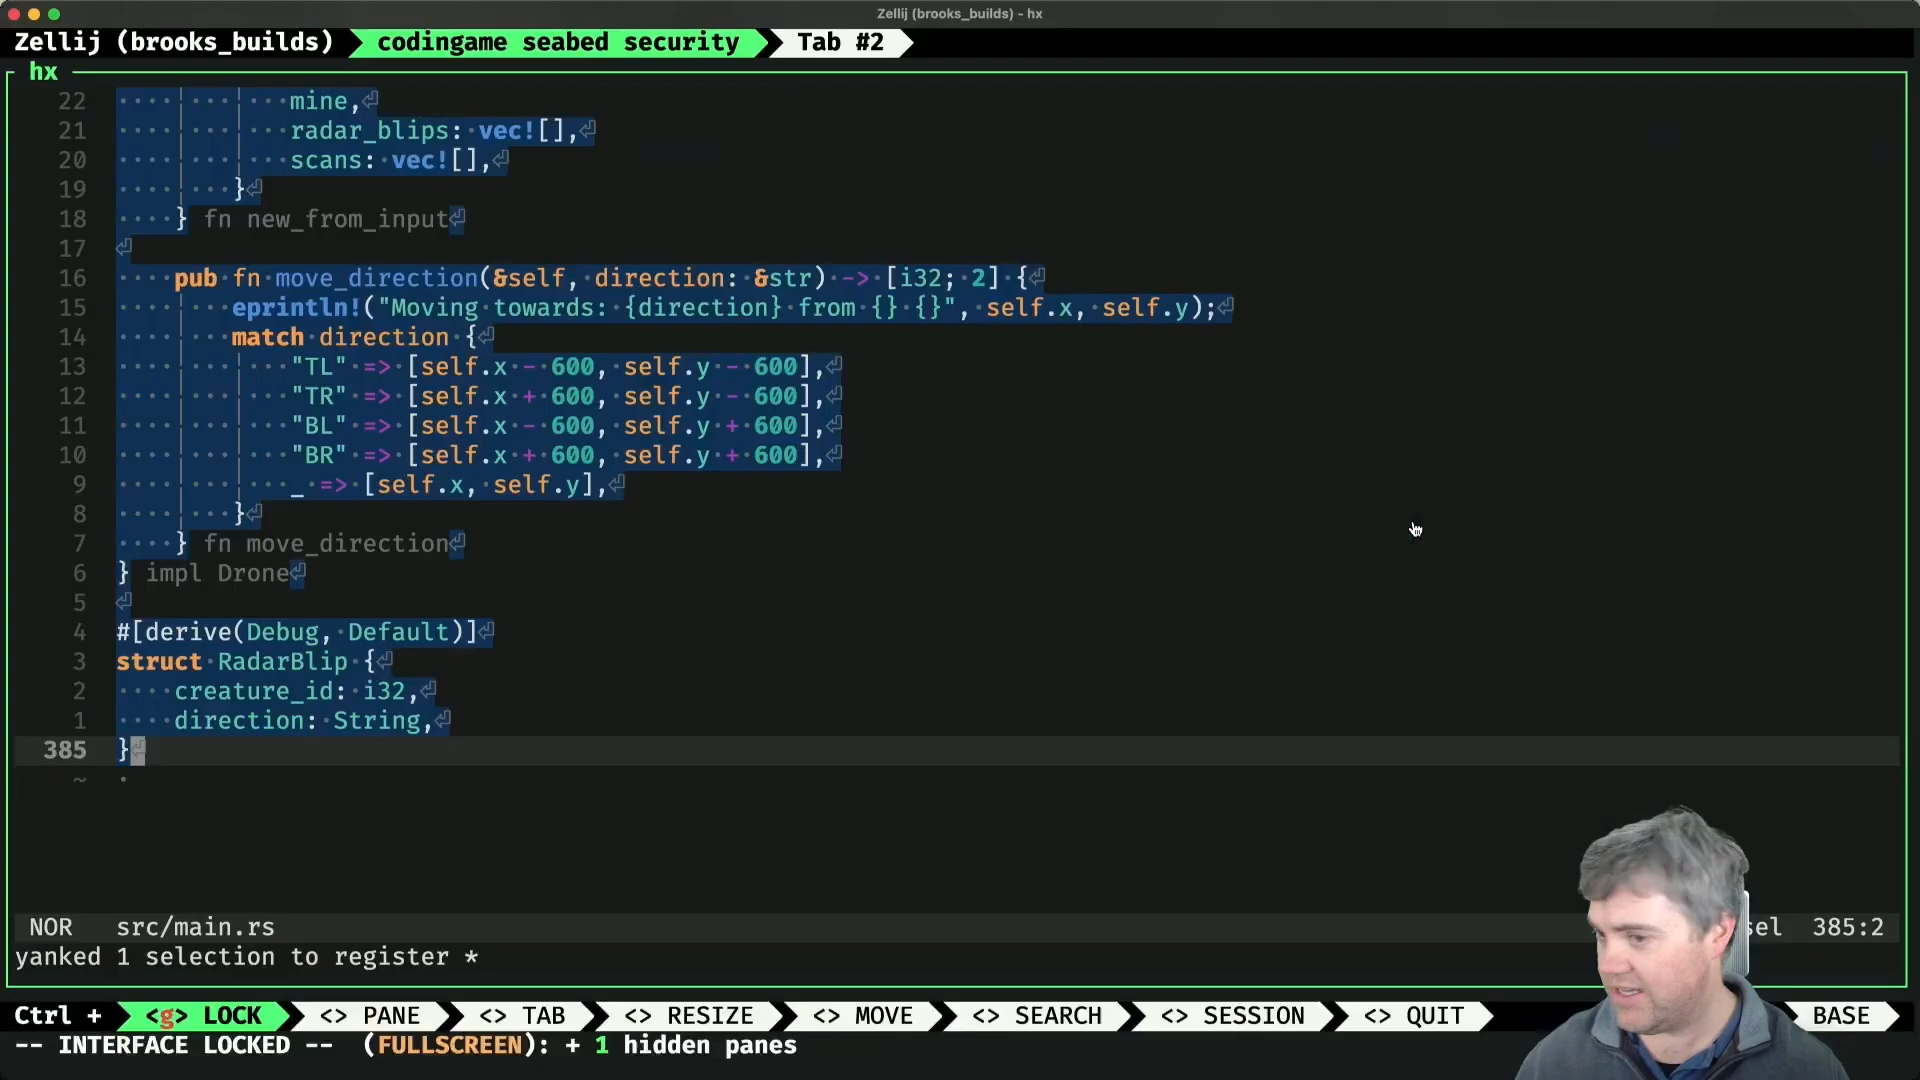 Zellij (brooks_builds) - hx
Zellij (brooks_builds) codingame seabed security Tab #2
hx
22 mine,
21 radar_blips: vec![],
20 scans: vec![],
19 }
18 } fn new_from_input
17
16 pub fn move_direction(&self, direction: &str) -> [i32; 2] {
15 eprintln!("Moving towards: {direction} from {} {}", self.x, self.y);
14 match direction {
13 "TL" => [self.x - 600, self.y - 600],
12 "TR" => [self.x + 600, self.y - 600],
11 "BL" => [self.x - 600, self.y + 600],
10 "BR" => [self.x + 600, self.y + 600],
9 _ => [self.x, self.y],
8 }
7 } fn move_direction
6 } impl Drone
5
4 #[derive(Debug, Default)]
3 struct RadarBlip {
2 creature_id: i32,
1 direction: String,
385 }
~
NOR src/main.rs sel 385:2
yanked 1 selection to register *
Ctrl + <g> LOCK <> PANE <> TAB <> RESIZE <> MOVE <> SEARCH <> SESSION <> QUIT BASE
-- INTERFACE LOCKED -- (FULLSCREEN): + 1 hidden panes